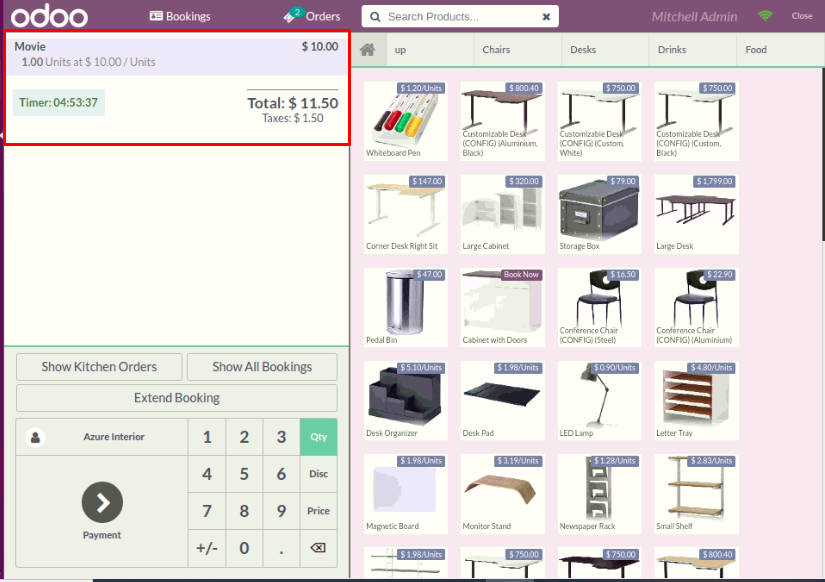 odoo
Bookings
2
Orders
Search Products...
Mitchell Admin
Close
Movie
$ 10.00
1.00 Units at $ 10.00 / Units
Timer: 04:53:37
Total: $ 11.50
Taxes: $ 1.50
up
Chairs
Desks
Drinks
Food
$ 1.20/Units
Whiteboard Pen
$ 800.40
Customizable Desk
(CONFIG) (Aluminium,
Black)
$ 750.00
Customizable Desk
(CONFIG) (Custom,
White)
$ 750.00
Customizable Desk
(CONFIG) (Custom,
Black)
$ 147.00
Corner Desk Right Sit
$ 320.00
Large Cabinet
$ 79.00
Storage Box
$ 1,799.00
Large Desk
$ 47.00
Pedal Bin
Book Now
Cabinet with Doors
$ 16.50
Conference Chair
(CONFIG) (Steel)
$ 22.90
Conference Chair
(CONFIG) (Aluminium)
$ 5.10/Units
Desk Organizer
$ 1.98/Units
Desk Pad
$ 0.90/Units
LED Lamp
$ 4.80/Units
Letter Tray
$ 1.98/Units
Magnetic Board
$ 3.19/Units
Monitor Stand
$ 1.28/Units
Newspaper Rack
$ 2.83/Units
Small Shelf
$ 1.98/Units
$ 750.00
$ 750.00
$ 800.40
Show Kitchen Orders
Show All Bookings
Extend Booking
Azure Interior
1
2
3
Qty
4
5
6
Disc
7
8
9
Price
Payment
+/-
0
.